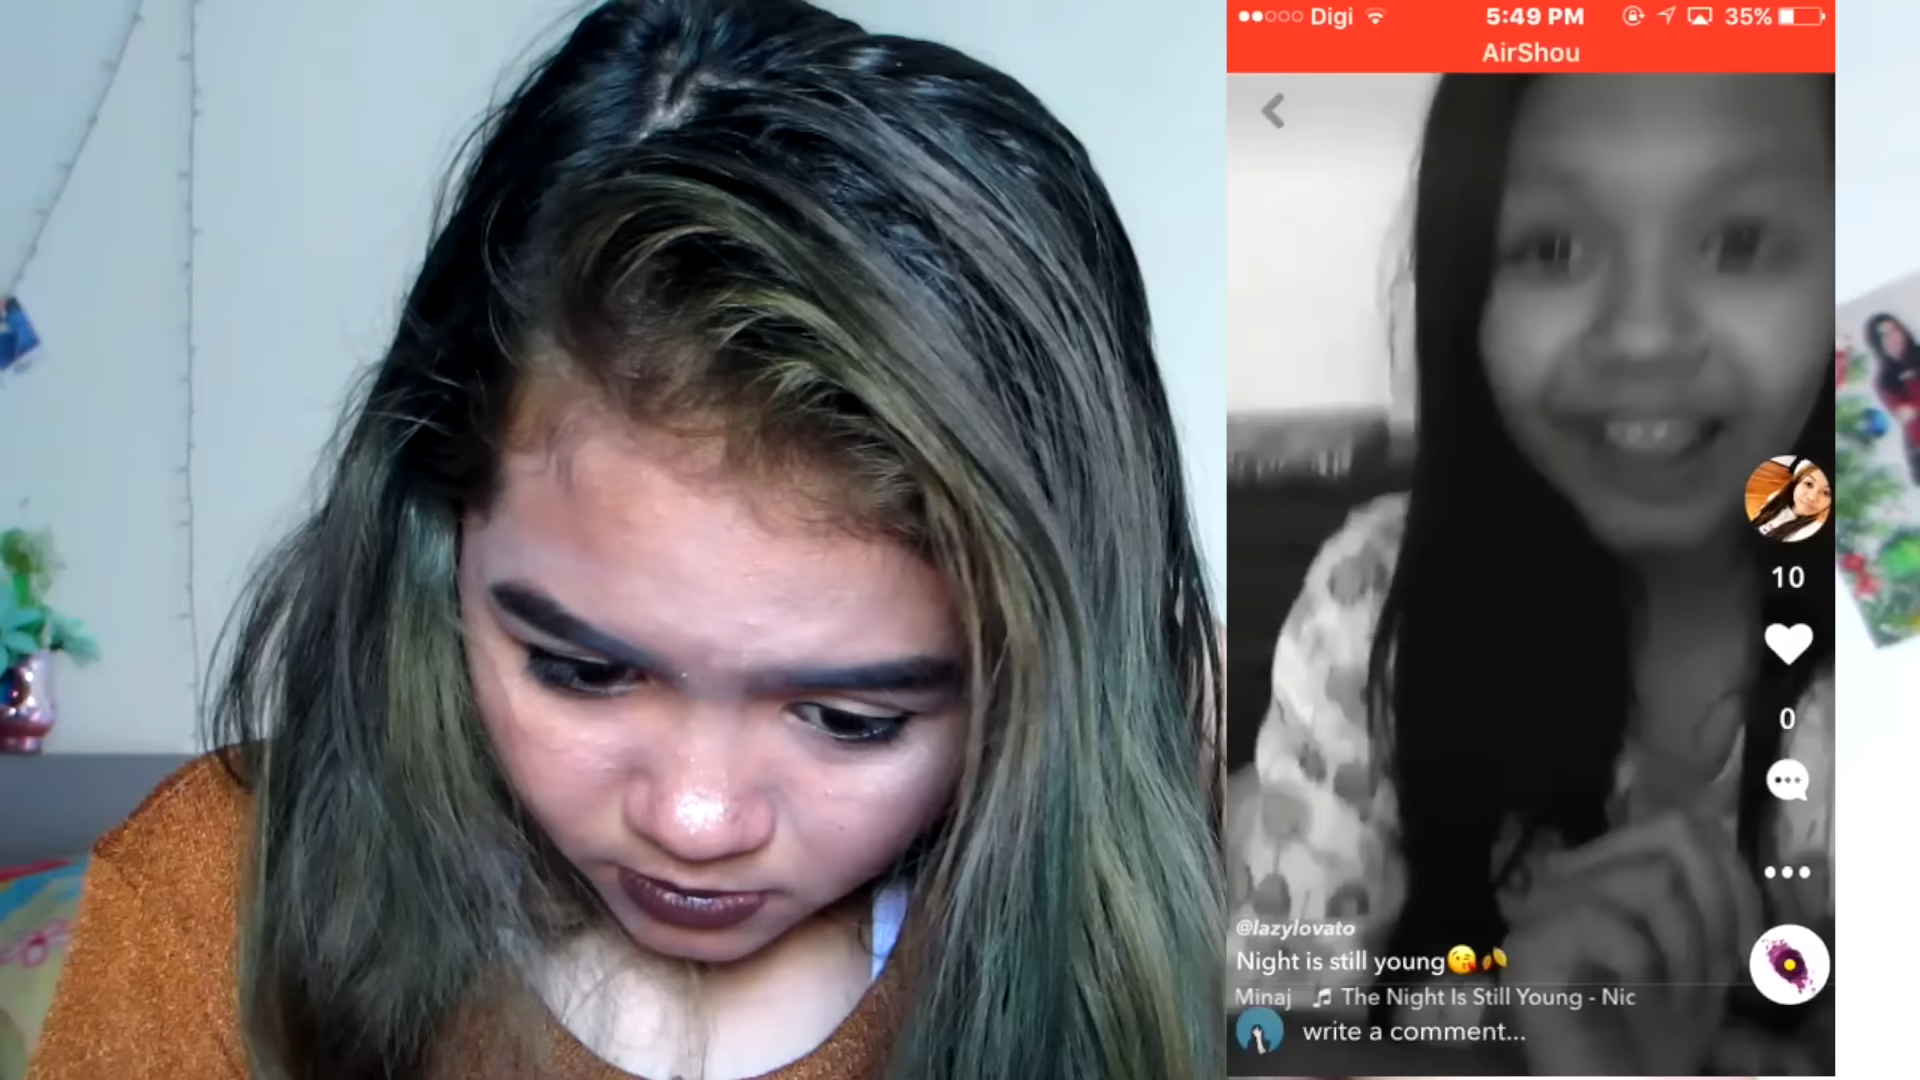 Digi 5:49 PM 35%
AirShou
10
0
@lazylovato
Night is still young😘🍂
Minaj 🎵 The Night Is Still Young - Nic
write a comment...